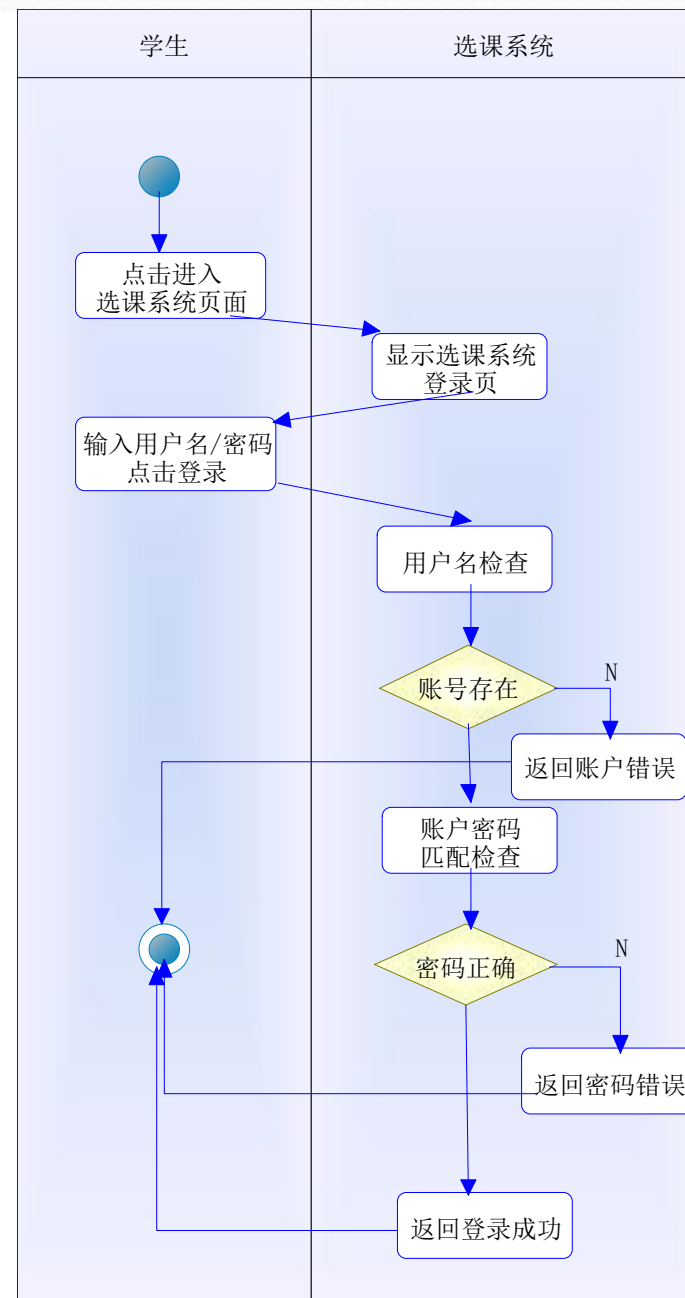 学生
选课系统
点击进入
选课系统页面
显示选课系统
登录页
输入用户名/密码
点击登录
用户名检查
账号存在
N
返回账户错误
账户密码
匹配检查
密码正确
N
返回密码错误
返回登录成功